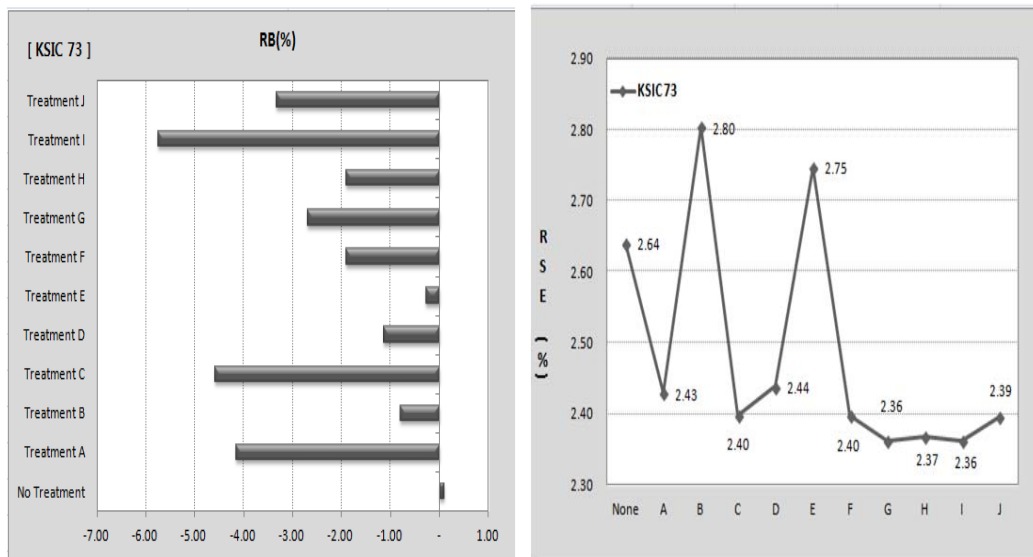 [ KSIC 73 ]
RB(%)
Treatment J
Treatment I
Treatment H
Treatment G
Treatment F
Treatment E
Treatment D
Treatment C
Treatment B
Treatment A
No Treatment
-7.00 -6.00 -5.00 -4.00 -3.00 -2.00 -1.00 - 1.00
2.90
2.80
2.70
2.60
2.50
2.40
2.30
RSE (%)
KSIC73
2.64
2.43
2.80
2.40
2.44
2.75
2.40
2.36
2.37
2.36
2.39
None A B C D E F G H I J